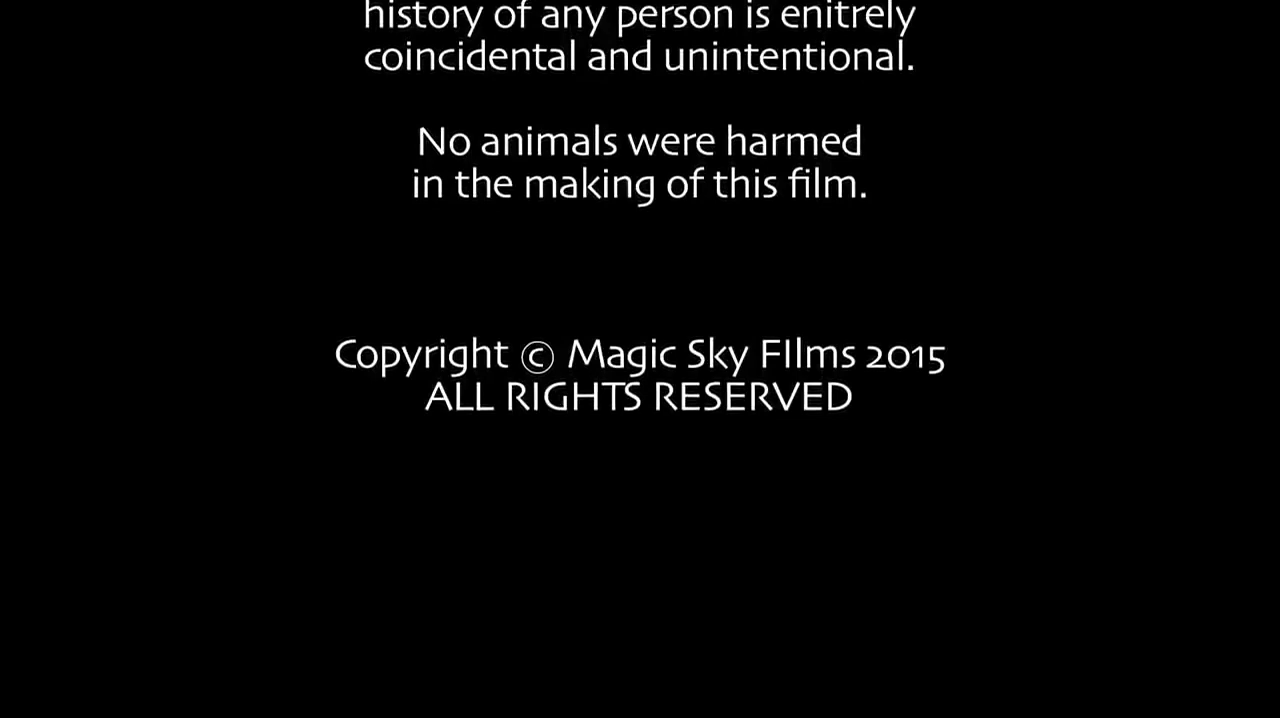 history of any person is enitrely
coincidental and unintentional.
No animals were harmed
in the making of this film.
Copyright © Magic Sky FIlms 2015
ALL RIGHTS RESERVED